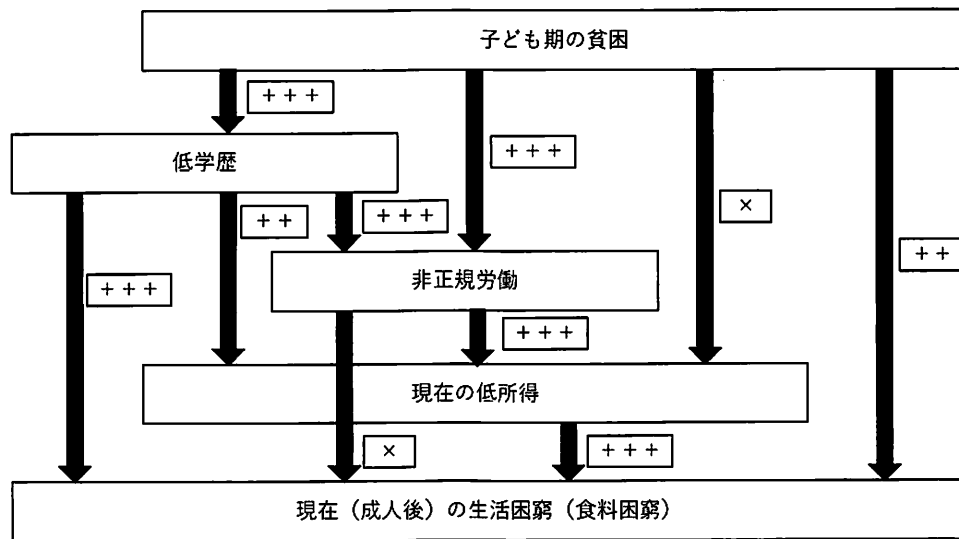 子ども期の貧困
+++
低学歴
+++
×
++
+++
++
+++
非正規労働
+++
現在の低所得
×
+++
現在（成人後）の生活困窮（食料困窮）